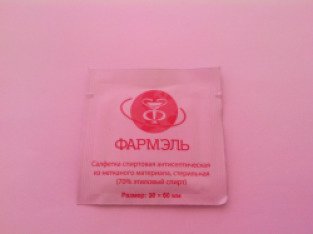 ФАРМЭЛЬ
Салфетка спиртовая антисептическая
из нетканого материала, стерильная
(70% этиловый спирт)
Размер: 30 × 60 мм